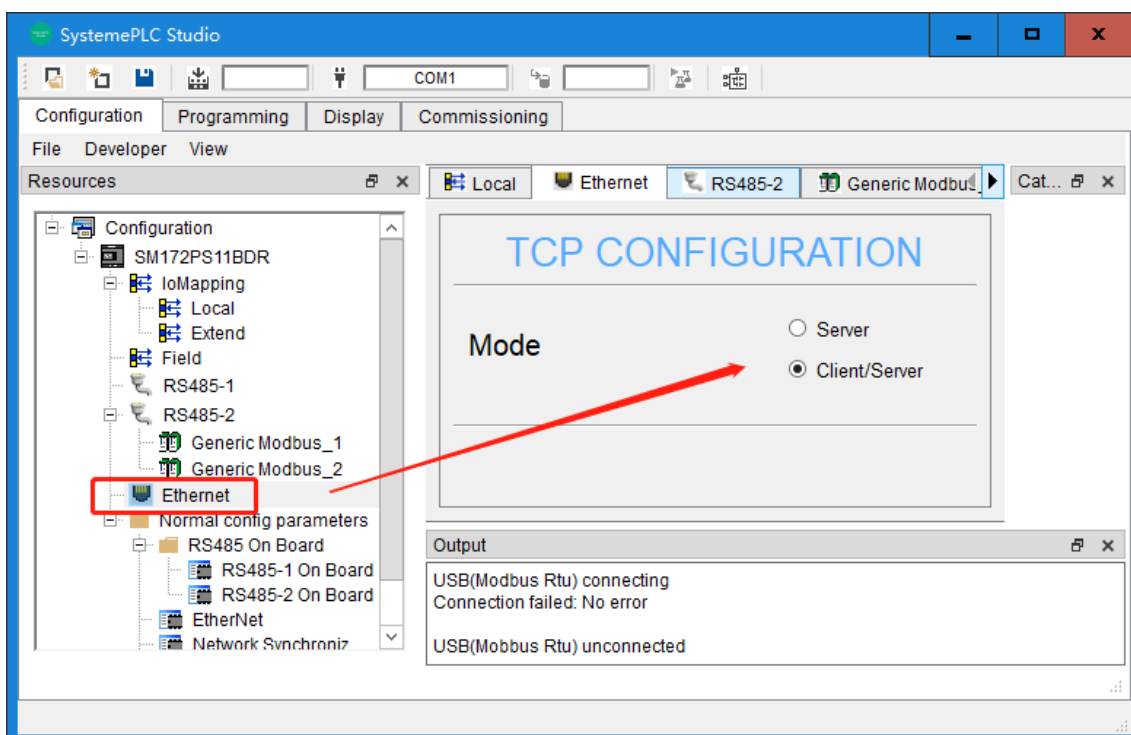 SystemePLC Studio
COM1
Configuration Programming Display Commissioning
File Developer View
Resources
Configuration
SM172PS11BDR
IoMapping
Local
Extend
Field
RS485-1
RS485-2
Generic Modbus_1
Generic Modbus_2
Ethernet
Normal config parameters
RS485 On Board
RS485-1 On Board
RS485-2 On Board
EtherNet
Network Synchroniz
Local Ethernet RS485-2 Generic Modbus_
TCP CONFIGURATION
Mode
Server
Client/Server
Cat...
Output
USB(Modbus Rtu) connecting
Connection failed: No error
USB(Mobbus Rtu) unconnected